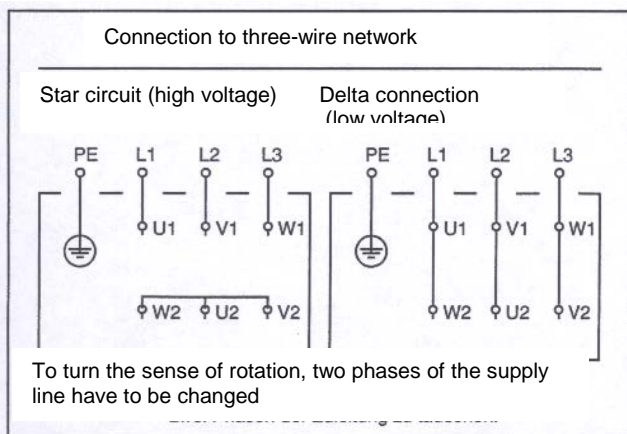 Connection to three-wire network
Star circuit (high voltage)
Delta connection
(low voltage)
PE L1 L2 L3
PE L1 L2 L3
U1 V1 W1
U1 V1 W1
W2 U2 V2
W2 U2 V2
To turn the sense of rotation, two phases of the supply
line have to be changed